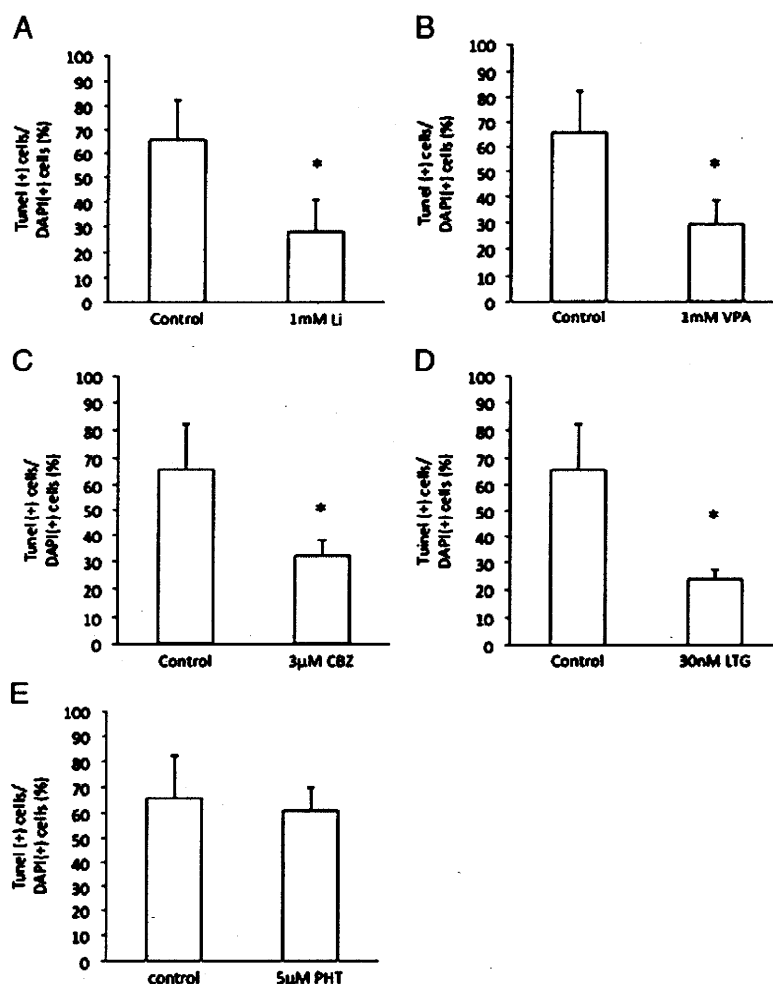 A
Tunel (+) cells/
DAPI(+) cells (%)
100
90
80
70
60
50
40
30
20
10
0
Control 1mM Li
*
B
Tunel (+) cells/
DAPI(+) cells (%)
100
90
80
70
60
50
40
30
20
10
0
Control 1mM VPA
*
C
Tunel (+) cells/
DAPI(+) cells (%)
100
90
80
70
60
50
40
30
20
10
0
Control 3μM CBZ
*
D
Tuinel (+) cells/
DAPI(+) cells (%)
100
90
80
70
60
50
40
30
20
10
0
Control 30nM LTG
*
E
Tunel (+) cells/
DAPI(+) cells (%)
100
90
80
70
60
50
40
30
20
10
0
control 5μM PHT